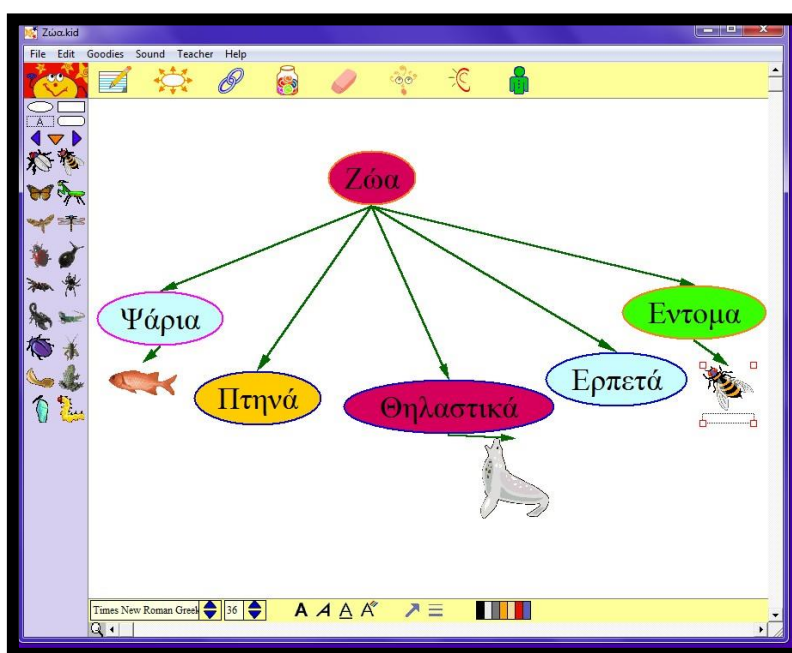 Ζώα.kid
File Edit Goodies Sound Teacher Help
A
Ζώα
Ψάρια
Εντομα
Πτηνά
Θηλαστικά
Ερπετά
Times New Roman Greek 36 A A A A